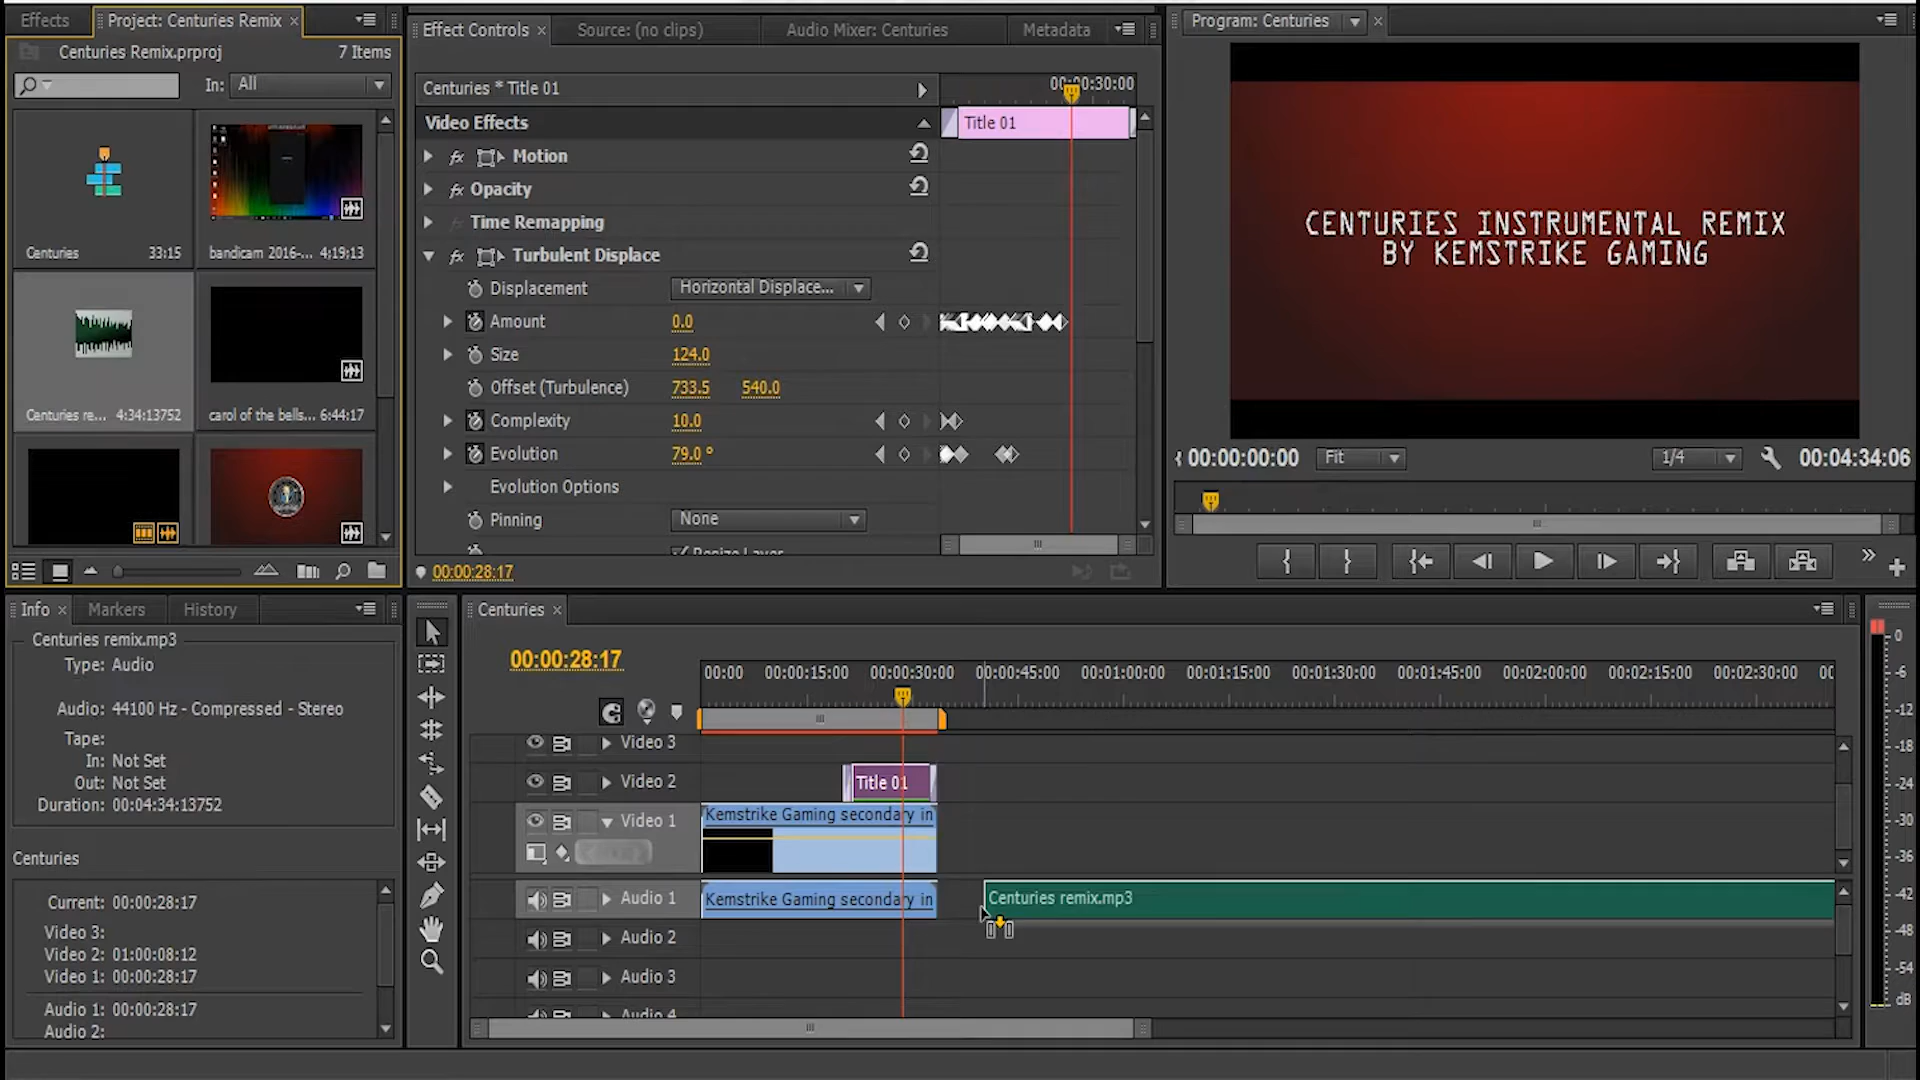 Effects
Project: Centuries Remix
Centuries Remix.prproj
7 Items
In:
All
Centuries
33:15
bandicam 2016-...
4;19;13
Centuries re...
4:34:13752
carol of the bells...
6:44:17
Effect Controls
Source: (no clips)
Audio Mixer: Centuries
Metadata
Centuries * Title 01
00:00:30:00
Video Effects
Title 01
fx Motion
fx Opacity
fx Time Remapping
fx Turbulent Displace
Displacement
Horizontal Displace...
Amount
0.0
Size
124.0
Offset (Turbulence)
733.5
540.0
Complexity
10.0
Evolution
79.0 °
Evolution Options
Pinning
None
Resize Layer
00:00:28:17
Program: Centuries
CENTURIES INSTRUMENTAL REMIX
BY KEMSTRIKE GAMING
00:00:00:00
Fit
1/4
00:04:34:06
Info
Markers
History
Centuries remix.mp3
Type: Audio
Audio: 44100 Hz - Compressed - Stereo
Tape:
In: Not Set
Out: Not Set
Duration: 00:04:34:13752
Centuries
Current: 00:00:28:17
Video 3:
Video 2: 01:00:08:12
Video 1: 00:00:28:17
Audio 1: 00:00:28:17
Audio 2:
Centuries
00:00:28:17
00:00
00:00:15:00
00:00:30:00
00:00:45:00
00:01:00:00
00:01:15:00
00:01:30:00
00:01:45:00
00:02:00:00
00:02:15:00
00:02:30:00
00
Video 3
Video 2
Title 01
Video 1
Kemstrike Gaming secondary in
Audio 1
Kemstrike Gaming secondary in
Centuries remix.mp3
Audio 2
Audio 3
Audio 4
0
-6
-12
-18
-24
-30
-36
-42
-48
-54
dB